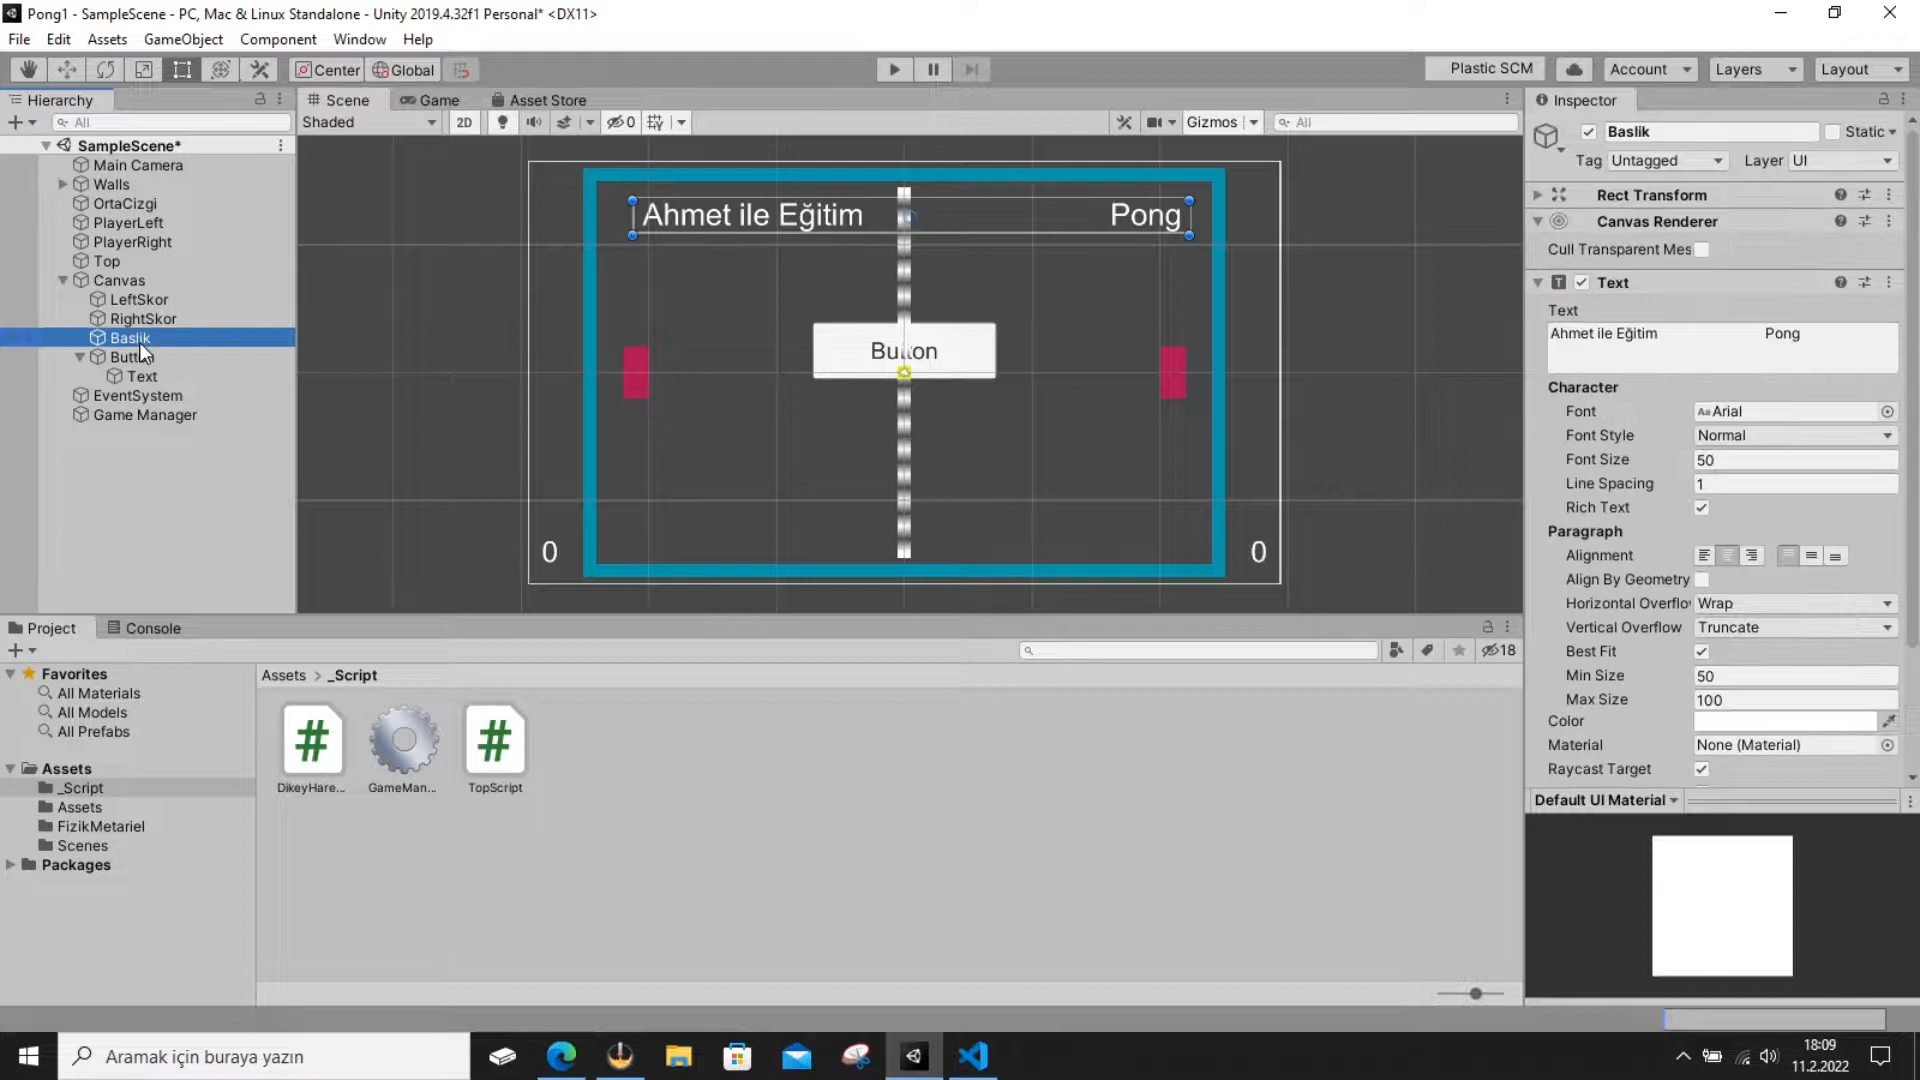 Pong1 - SampleScene - PC, Mac & Linux Standalone - Unity 2019.4.32f1 Personal* <DX11>
File Edit Assets GameObject Component Window Help
Center Global Plastic SCM Account Layers Layout
Hierarchy
All
SampleScene*
Main Camera
Walls
OrtaCizgi
PlayerLeft
PlayerRight
Top
Canvas
LeftSkor
RightSkor
Baslik
Text
EventSystem
Game Manager
Scene Game Asset Store
Shaded 2D 0 Gizmos All
Ahmet ile Eğitim Pong
Button
0 0
Inspector
Baslik Static
Tag Untagged Layer UI
Rect Transform
Canvas Renderer
Cull Transparent Mes
Text
Text
Ahmet ile Eğitim Pong
Character
Font Arial
Font Style Normal
Font Size 50
Line Spacing 1
Rich Text
Paragraph
Alignment
Align By Geometry
Horizontal Overflo Wrap
Vertical Overflow Truncate
Best Fit
Min Size 50
Max Size 100
Color
Material None (Material)
Raycast Target
Default UI Material
Project Console
18
Favorites
All Materials
All Models
All Prefabs
Assets
_Script
Assets
FizikMetariel
Scenes
Packages
Assets > _Script
DikeyHare... GameMan... TopScript
Aramak için buraya yazın
18:09
11.2.2022